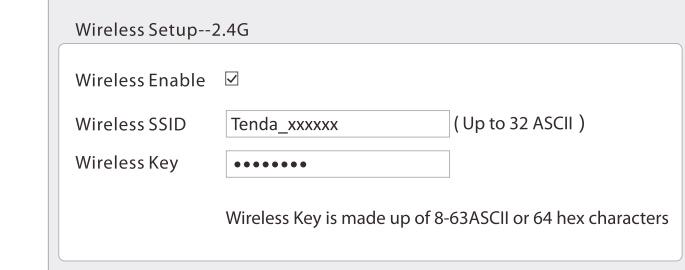 Wireless Setup--2.4G
Wireless Enable
Wireless SSID Tenda_xxxxxx ( Up to 32 ASCII )
Wireless Key ••••••••
Wireless Key is made up of 8-63ASCII or 64 hex characters